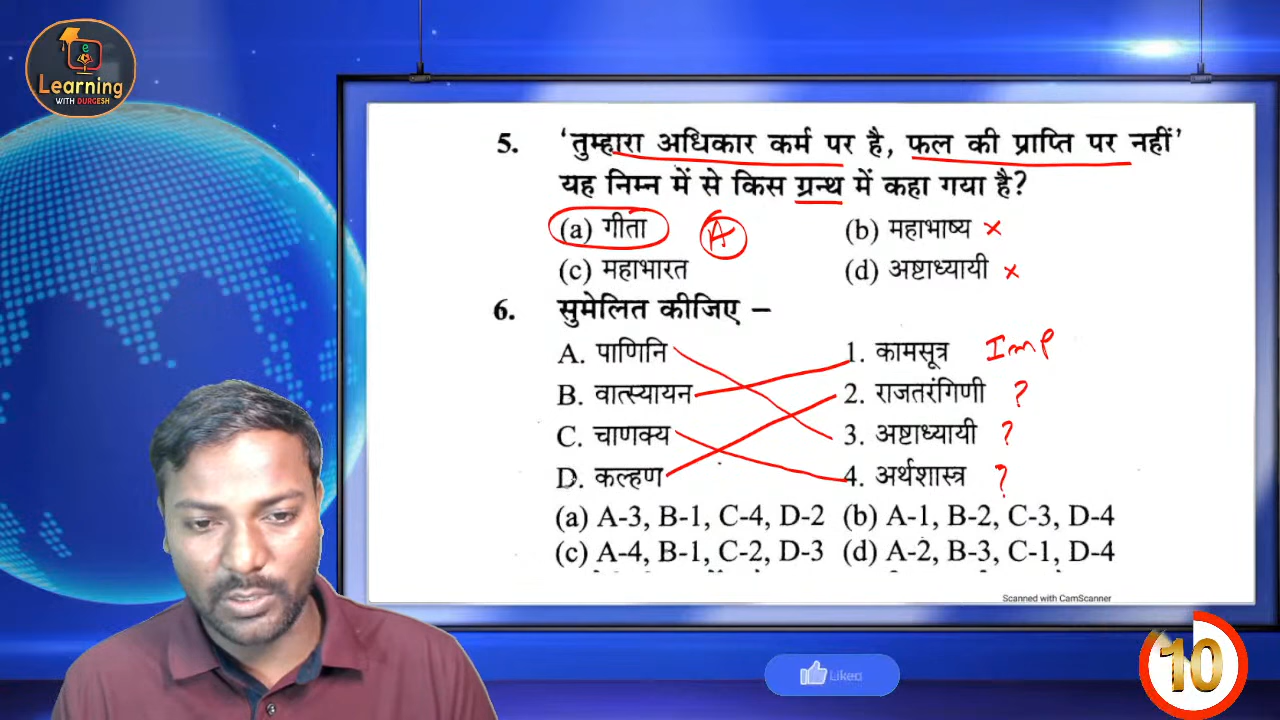 e
Learning
WITH DURGESH
5. 'तुम्हारा अधिकार कर्म पर है, फल की प्राप्ति पर नहीं'
यह निम्न में से किस ग्रन्थ में कहा गया है?
(a) गीता A (b) महाभाष्य ×
(c) महाभारत (d) अष्टाध्यायी ×
6. सुमेलित कीजिए –
A. पाणिनि 1. कामसूत्र Imp
B. वात्स्यायन 2. राजतरंगिणी ?
C. चाणक्य 3. अष्टाध्यायी ?
D. कल्हण 4. अर्थशास्त्र ?
(a) A-3, B-1, C-4, D-2 (b) A-1, B-2, C-3, D-4
(c) A-4, B-1, C-2, D-3 (d) A-2, B-3, C-1, D-4
Scanned with CamScanner
Liked
10